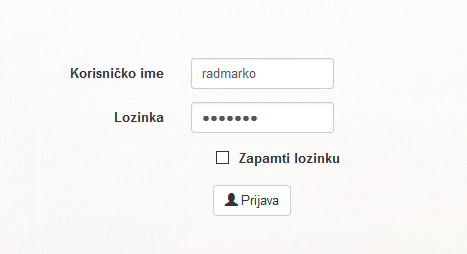 Korisničko ime radmarko
Lozinka •••••••
Zapamti lozinku
Prijava